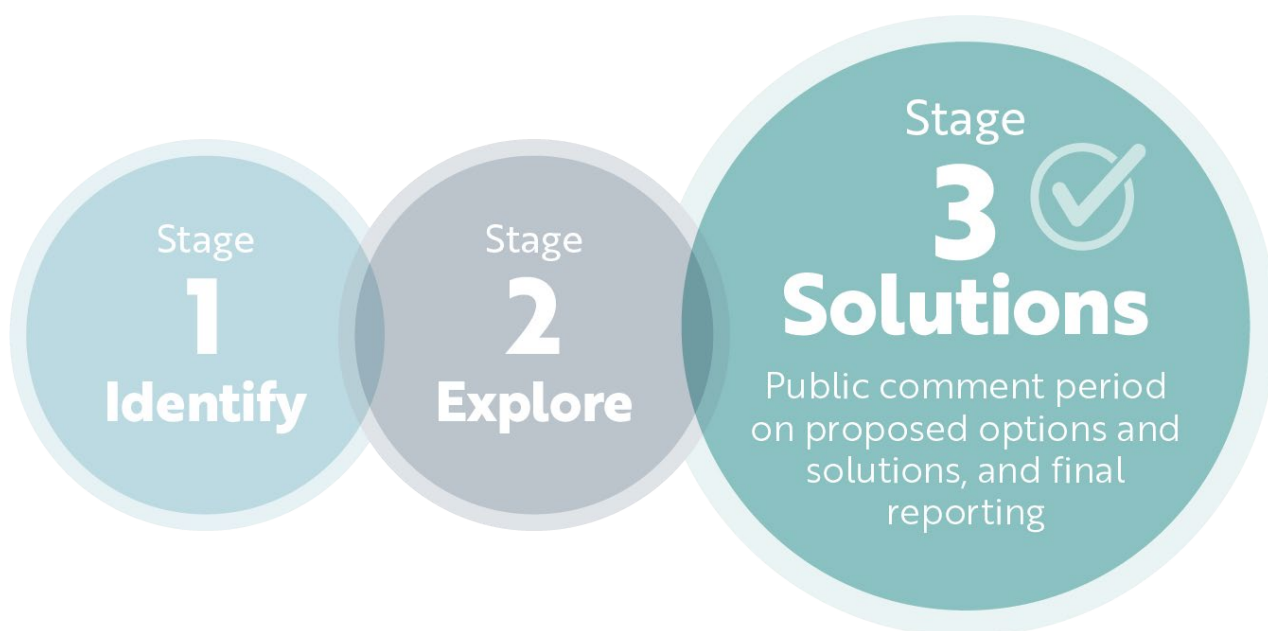 Stage
1
Identify
Stage
2
Explore
Stage
3
Solutions
Public comment period
on proposed options and
solutions, and final
reporting